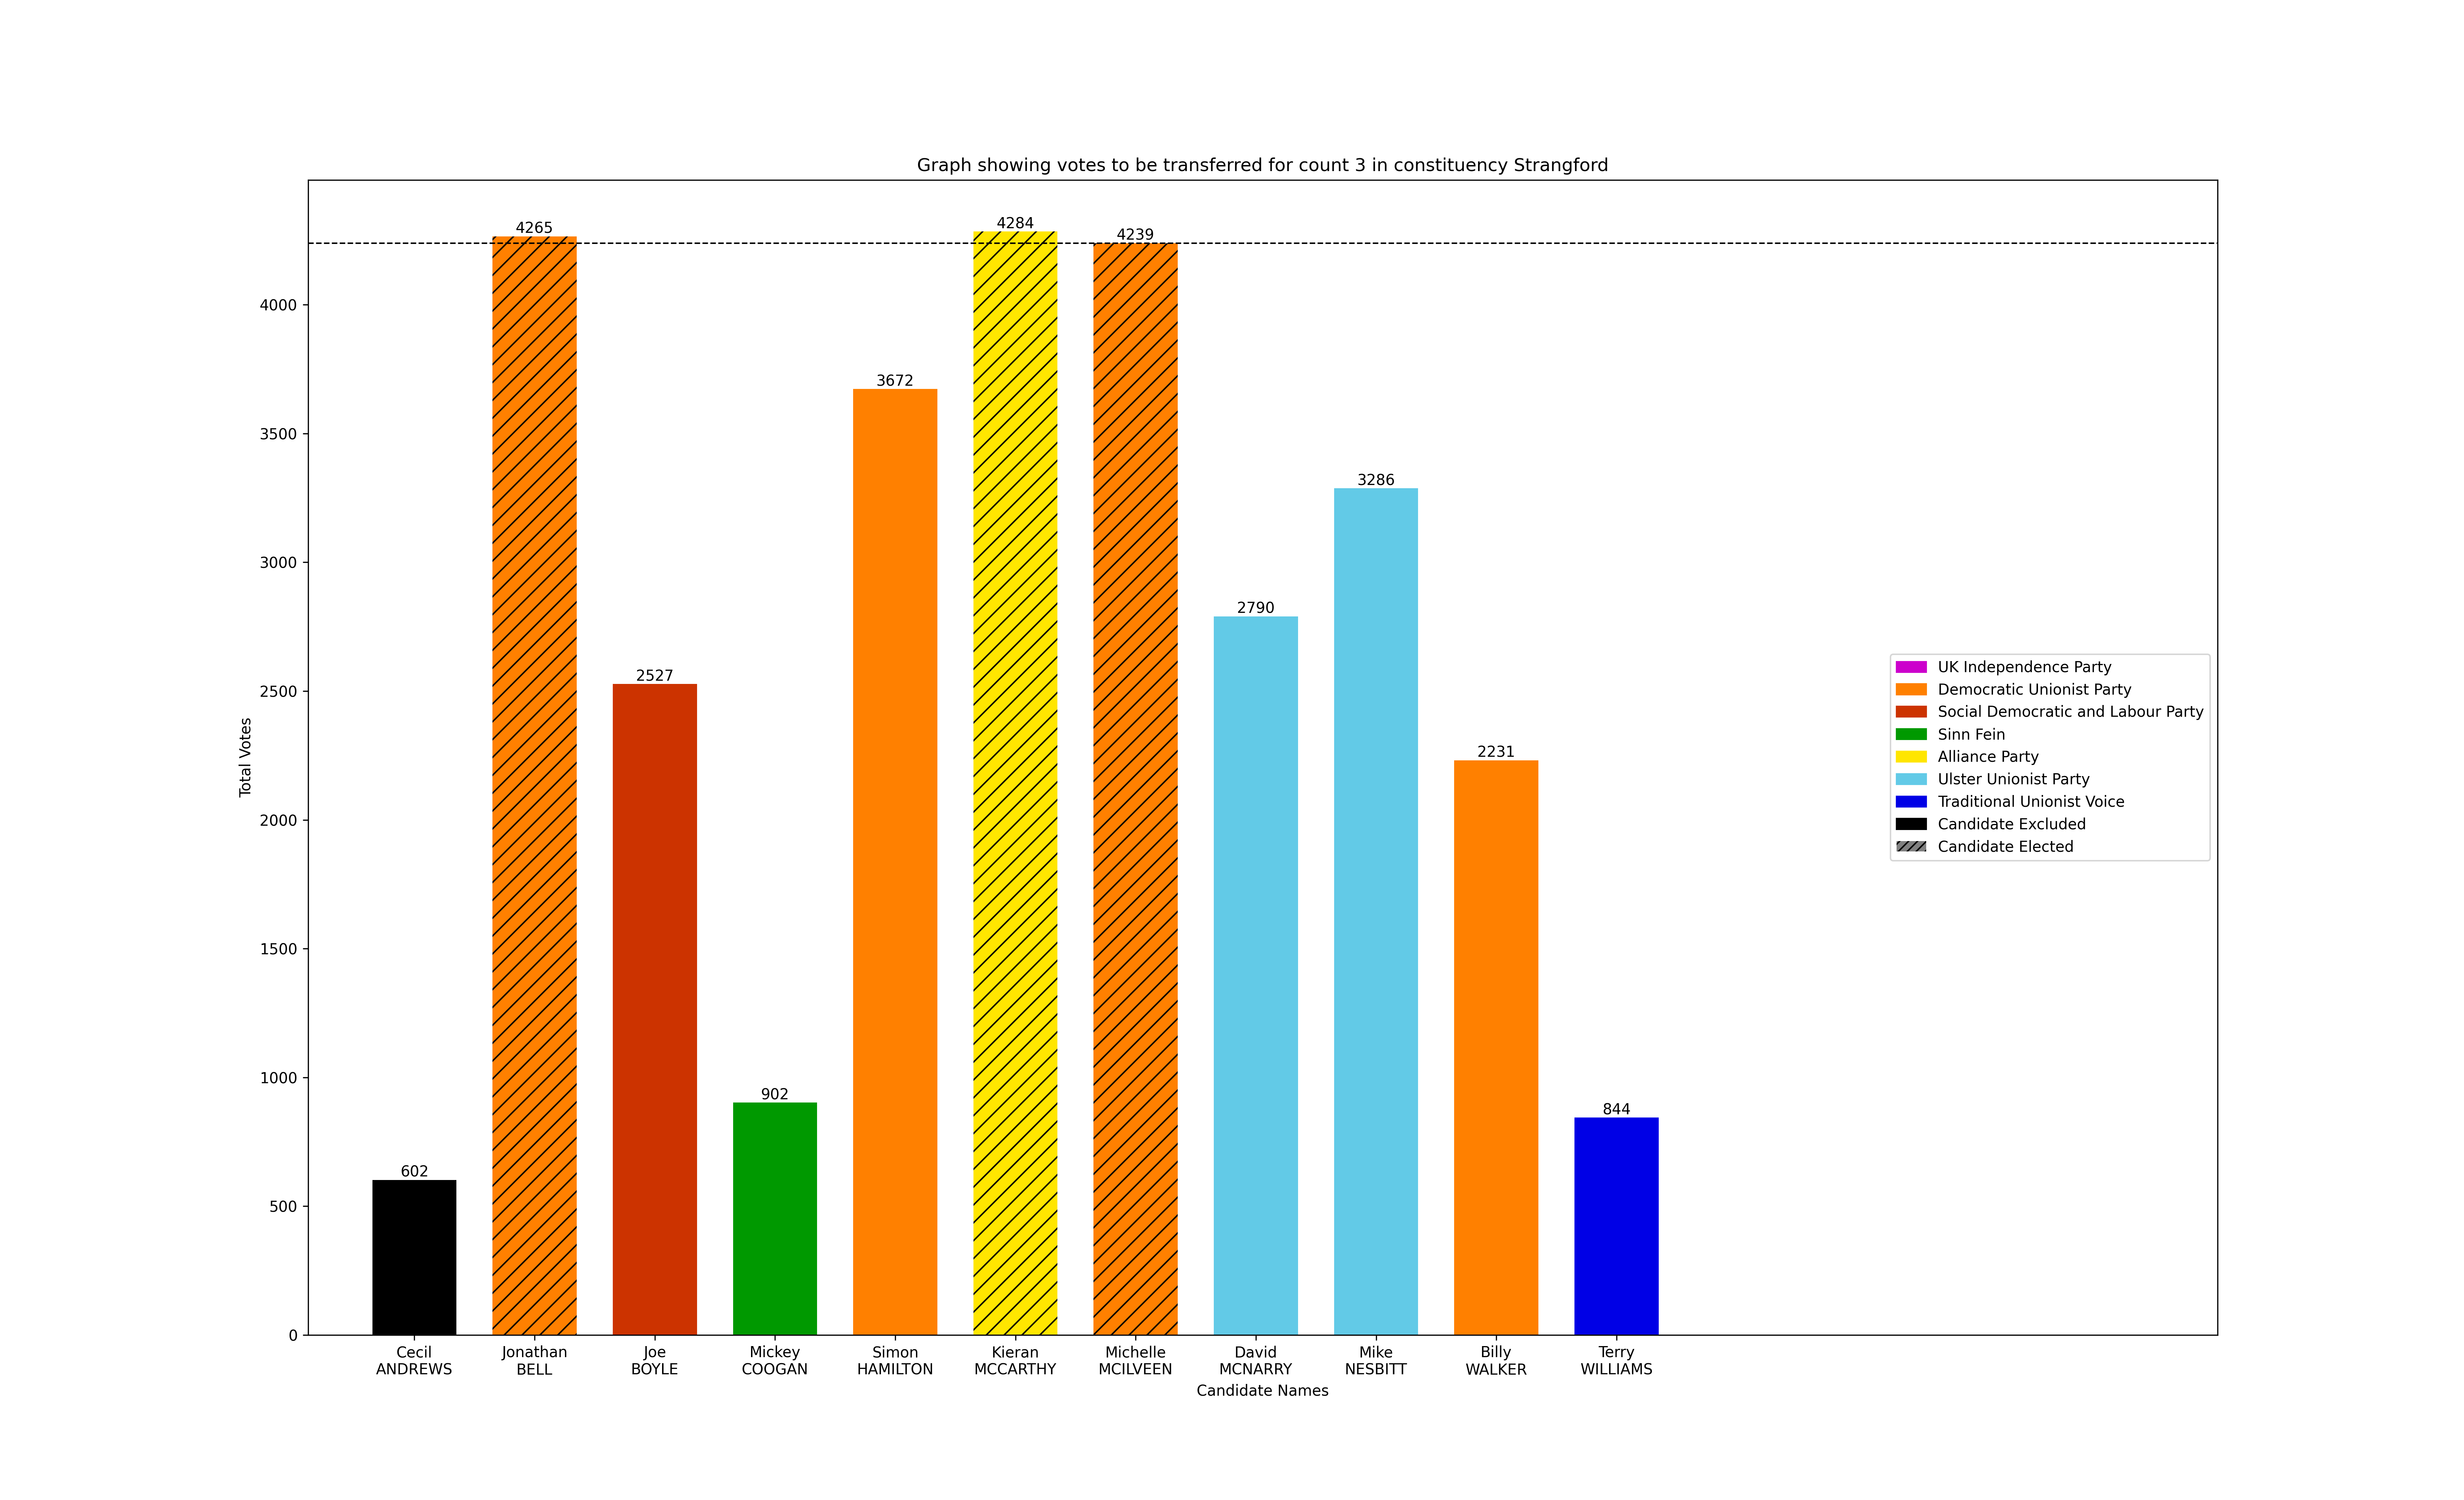 Graph showing votes to be transferred for count 3 in constituency Strangford
4265
4284
4239
3672
3286
2790
2527
2231
902
844
602
Total Votes
4000
3500
3000
2500
2000
1500
1000
500
0
UK Independence Party
Democratic Unionist Party
Social Democratic and Labour Party
Sinn Fein
Alliance Party
Ulster Unionist Party
Traditional Unionist Voice
Candidate Excluded
Candidate Elected
Cecil
ANDREWS
Jonathan
BELL
Joe
BOYLE
Mickey
COOGAN
Simon
HAMILTON
Kieran
MCCARTHY
Michelle
MCILVEEN
David
MCNARRY
Mike
NESBITT
Billy
WALKER
Terry
WILLIAMS
Candidate Names